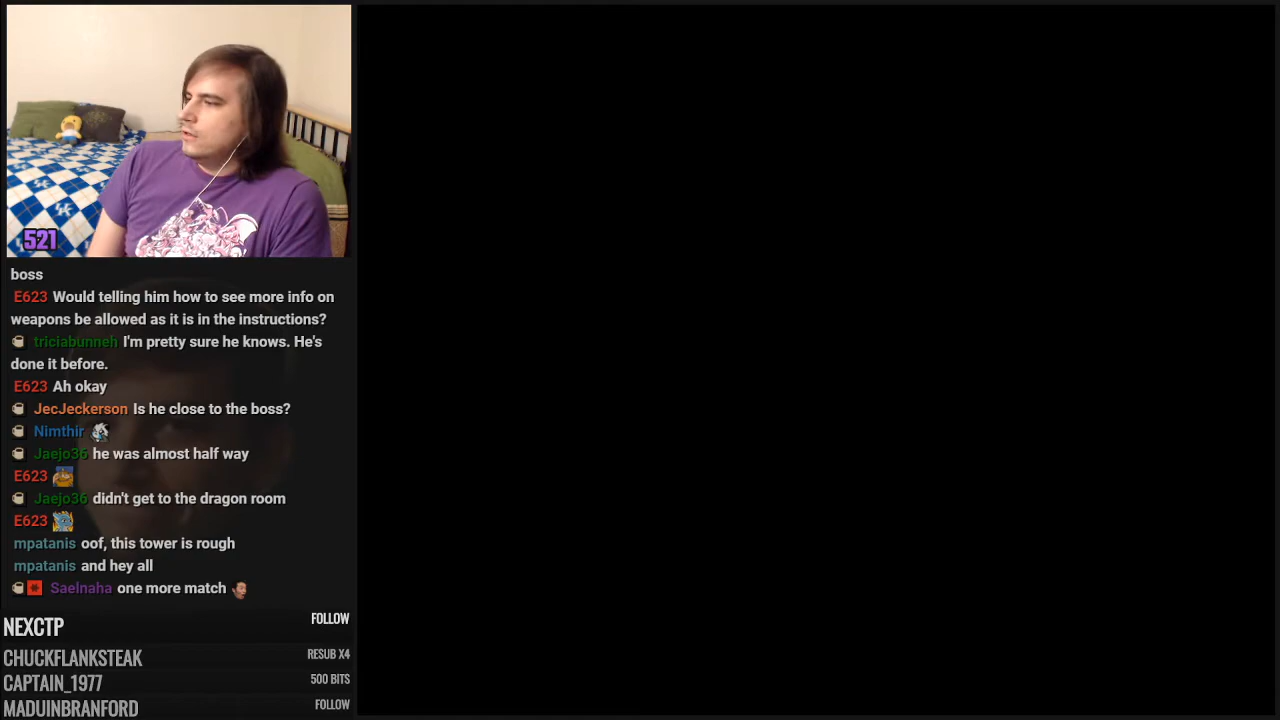 521
boss
E623 Would telling him how to see more info on
weapons be allowed as it is in the instructions?
triciabunneh I'm pretty sure he knows. He's
done it before.
E623 Ah okay
JecJeckerson Is he close to the boss?
Nimthir
Jaejo36 he was almost half way
E623
Jaejo36 didn't get to the dragon room
E623
mpatanis oof, this tower is rough
mpatanis and hey all
Saelnaha one more match
NEXCTP FOLLOW
CHUCKFLANKSTEAK RESUB X4
CAPTAIN_1977 500 BITS
MADUINBRANFORD FOLLOW